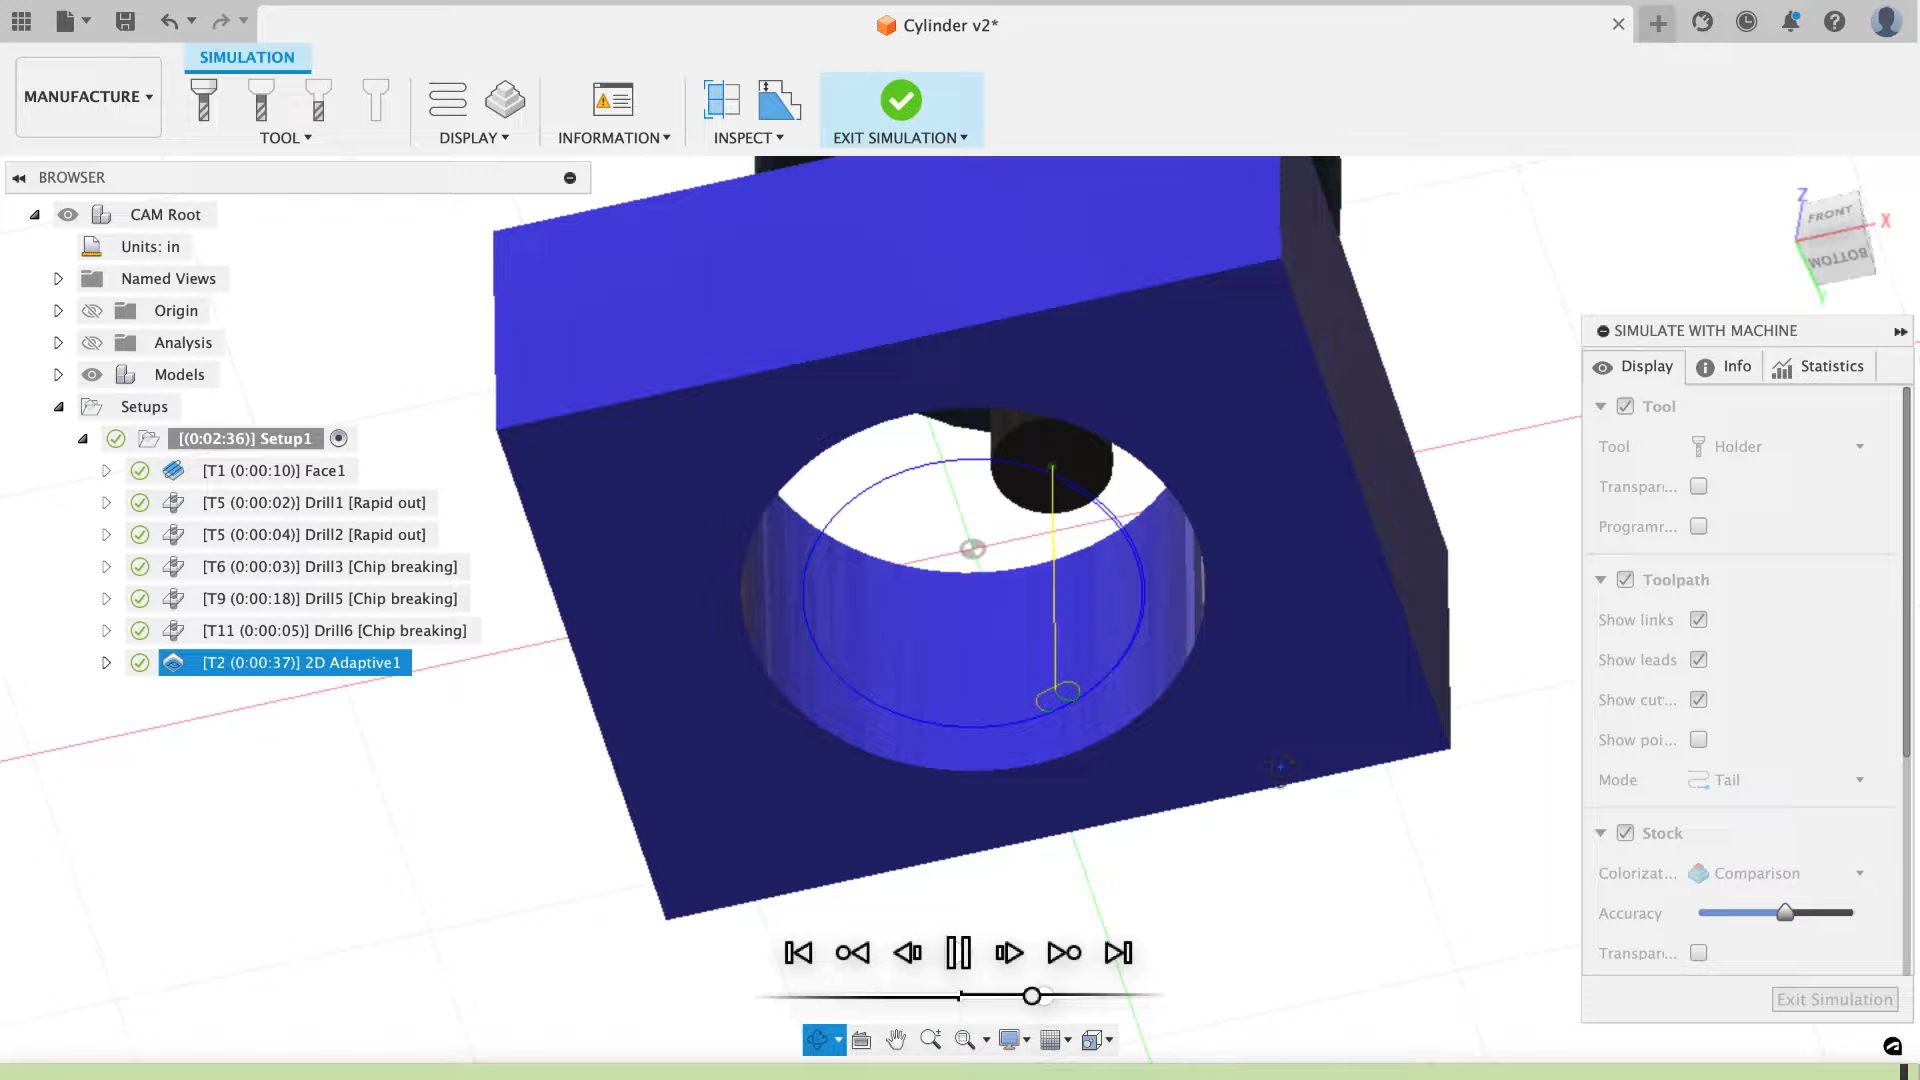 Cylinder v2*
SIMULATION
MANUFACTURE
TOOL
DISPLAY
INFORMATION
INSPECT
EXIT SIMULATION
BROWSER
CAM Root
Units: in
Named Views
Origin
Analysis
Models
Setups
[(0:02:36)] Setup1
[T1 (0:00:10)] Face1
[T5 (0:00:02)] Drill1 [Rapid out]
[T5 (0:00:04)] Drill2 [Rapid out]
[T6 (0:00:03)] Drill3 [Chip breaking]
[T9 (0:00:18)] Drill5 [Chip breaking]
[T11 (0:00:05)] Drill6 [Chip breaking]
[T2 (0:00:37)] 2D Adaptive1
Z
FRONT
X
BOTTOM
Y
SIMULATE WITH MACHINE
Display
Info
Statistics
Tool
Tool Holder
Transpar...
Programr...
Toolpath
Show links
Show leads
Show cut...
Show poi...
Mode Tail
Stock
Colorizat... Comparison
Accuracy
Transpar...
Exit Simulation